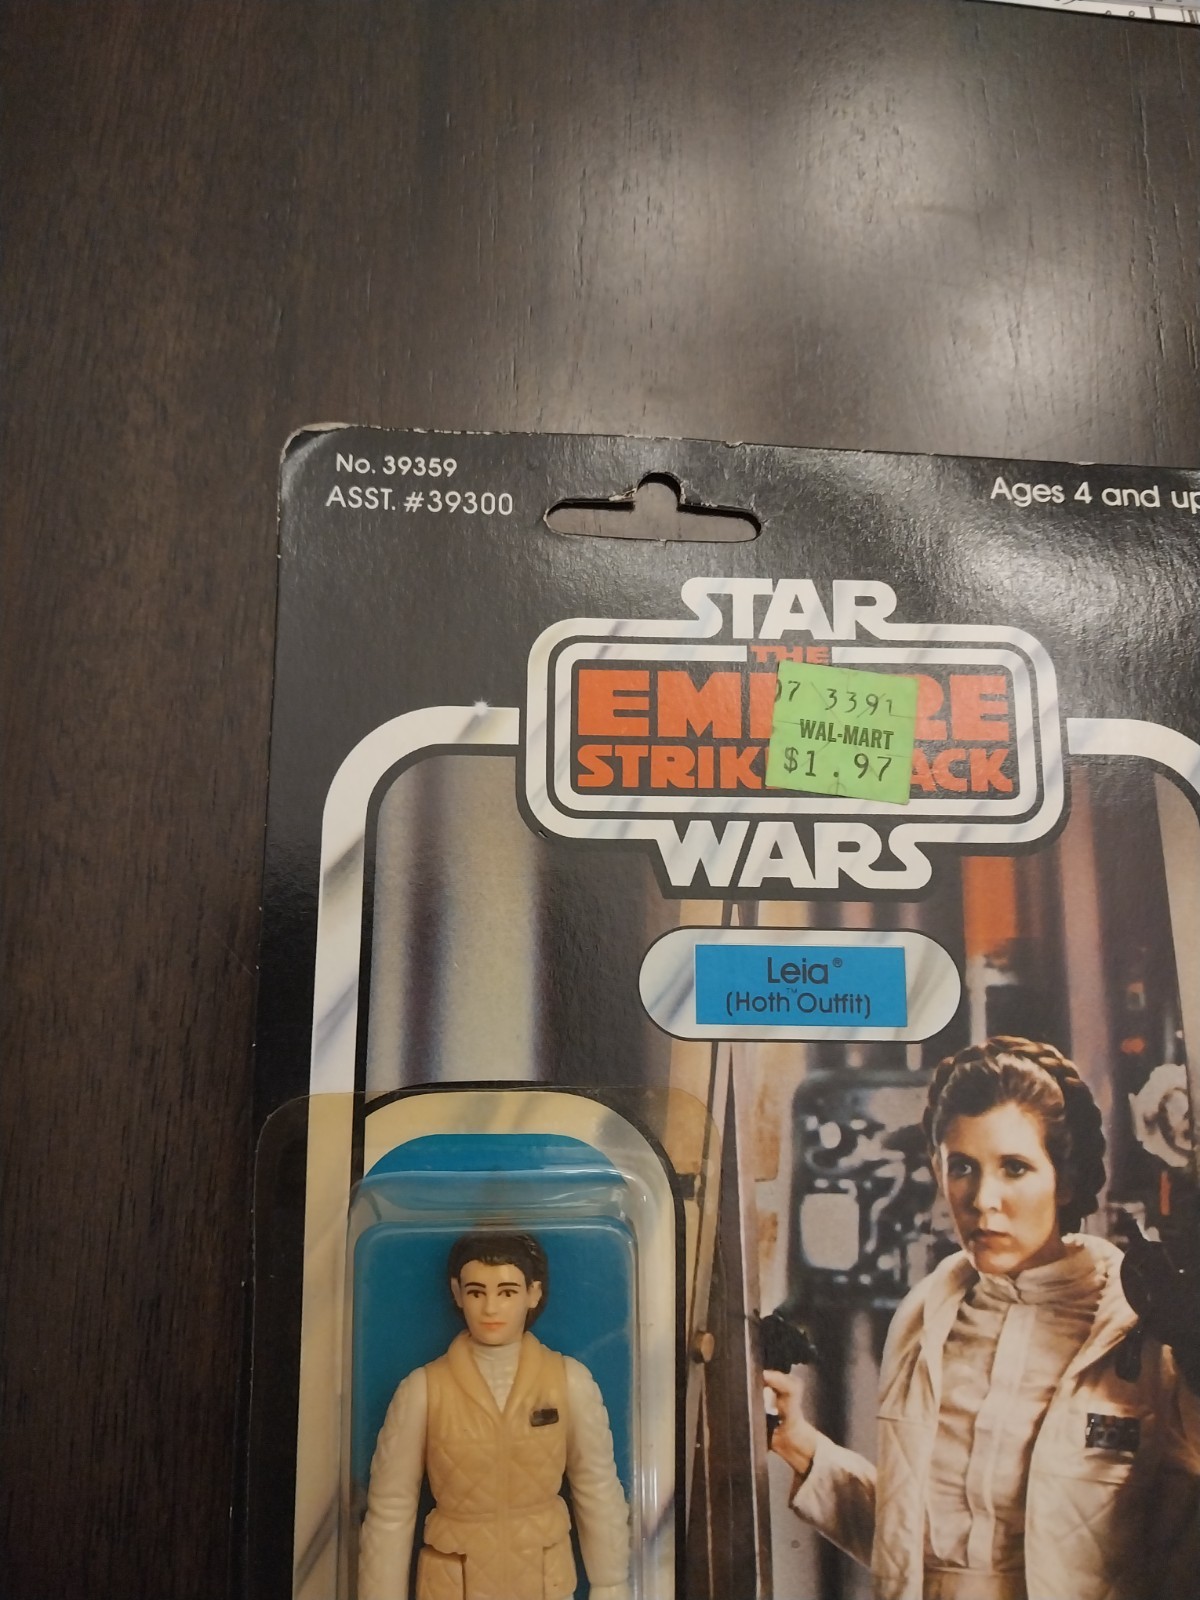 No. 39359
ASST. #39300
Ages 4 and up
STAR
THE
EMPIRE
STRIKES BACK
WARS
07 3391
WAL-MART
$1.97
Leia®
(Hoth™ Outfit)